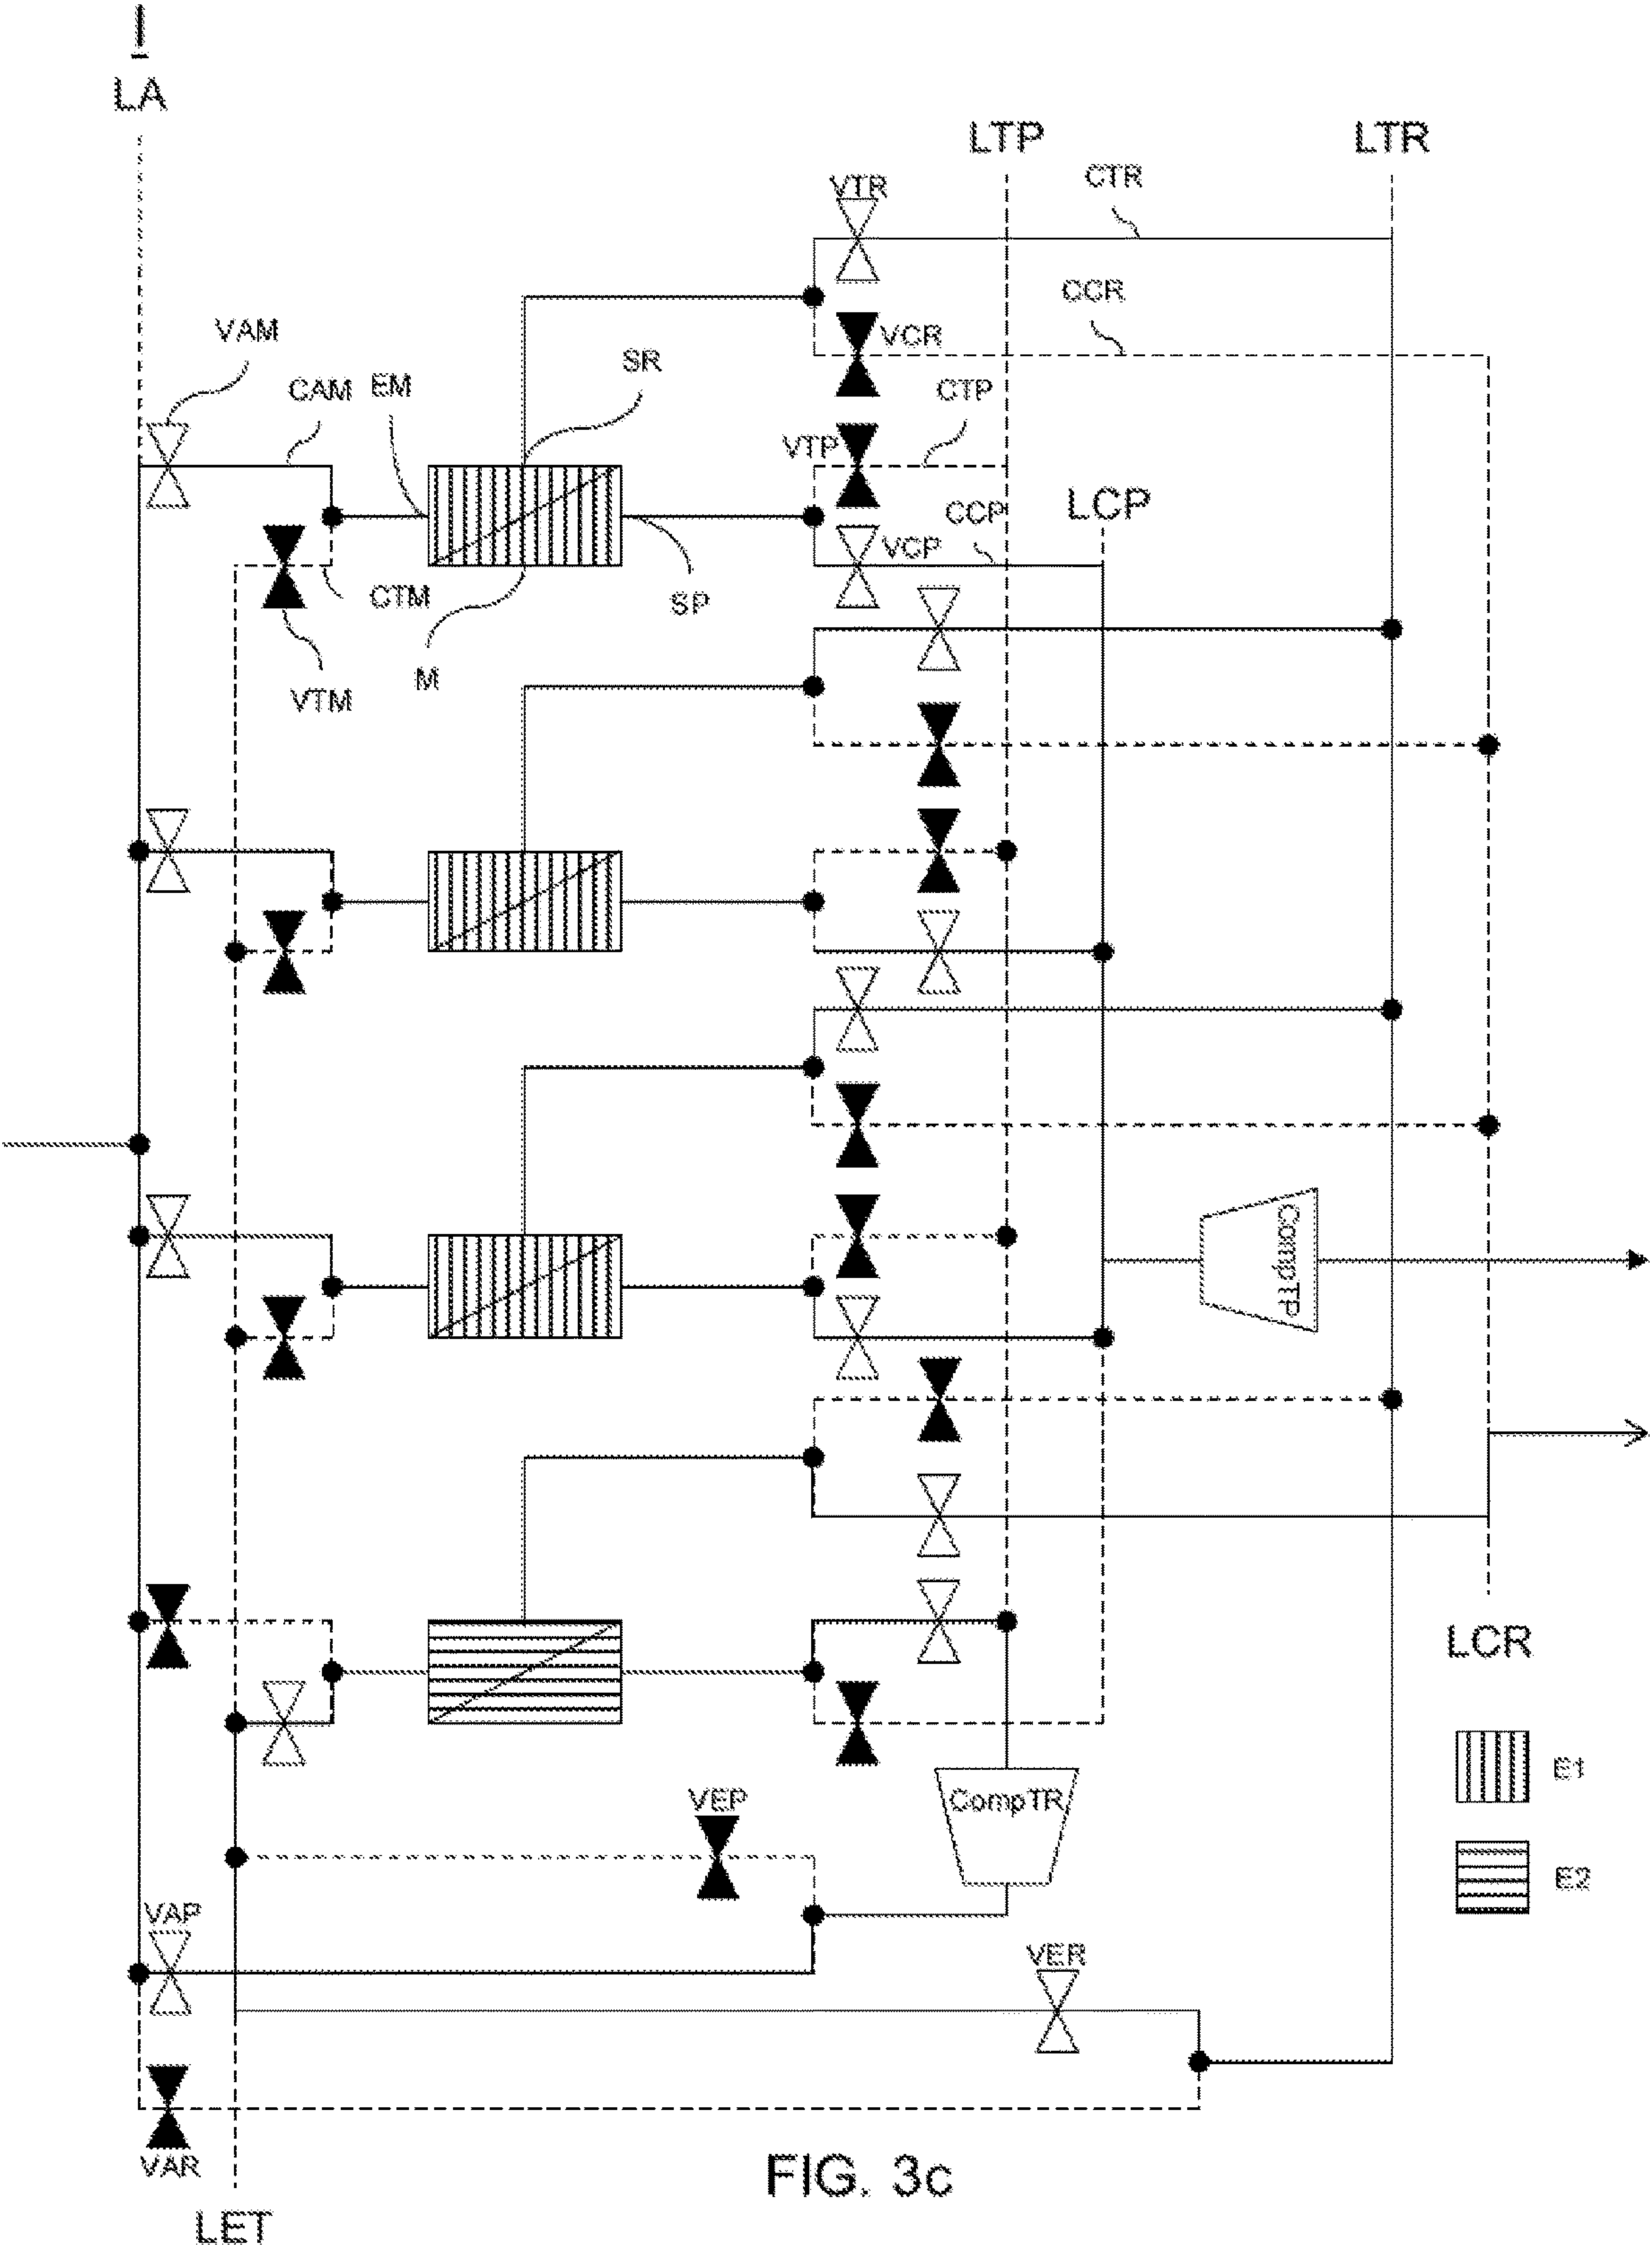 I
LA
LTP
LTR
VTR
CTR
CCR
VAM
VCR
SR
CAM
EM
CTP
VTP
LCP
CCP
VCP
CTM
SP
M
VTM
CompTP
LCR
E1
VEP
CompTR
E2
VAP
VER
VAR
FIG. 3c
LET